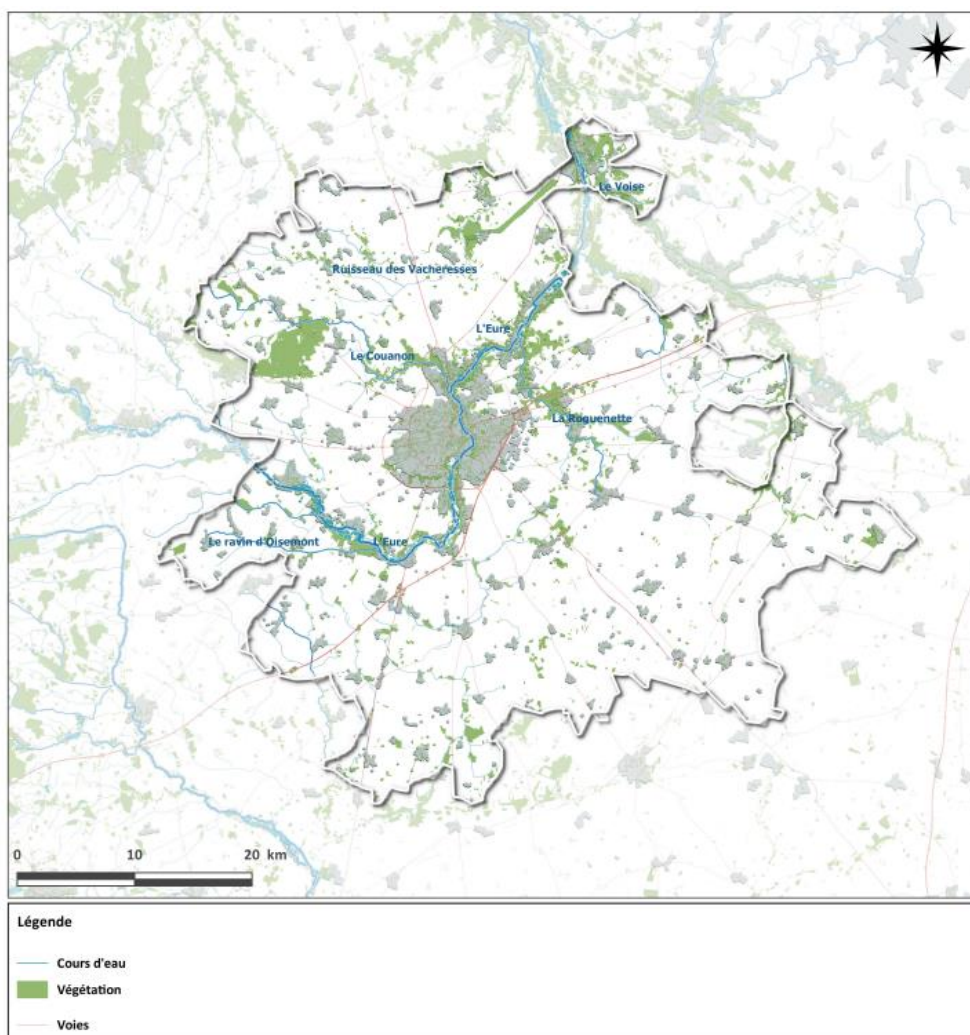 Le Voise
Ruisseau des Vacheresses
L'Eure
Le Couanon
La Roguenette
Le ravin d'Oisemont
L'Eure
0 10 20 km
Légende
Cours d'eau
Végétation
Voies